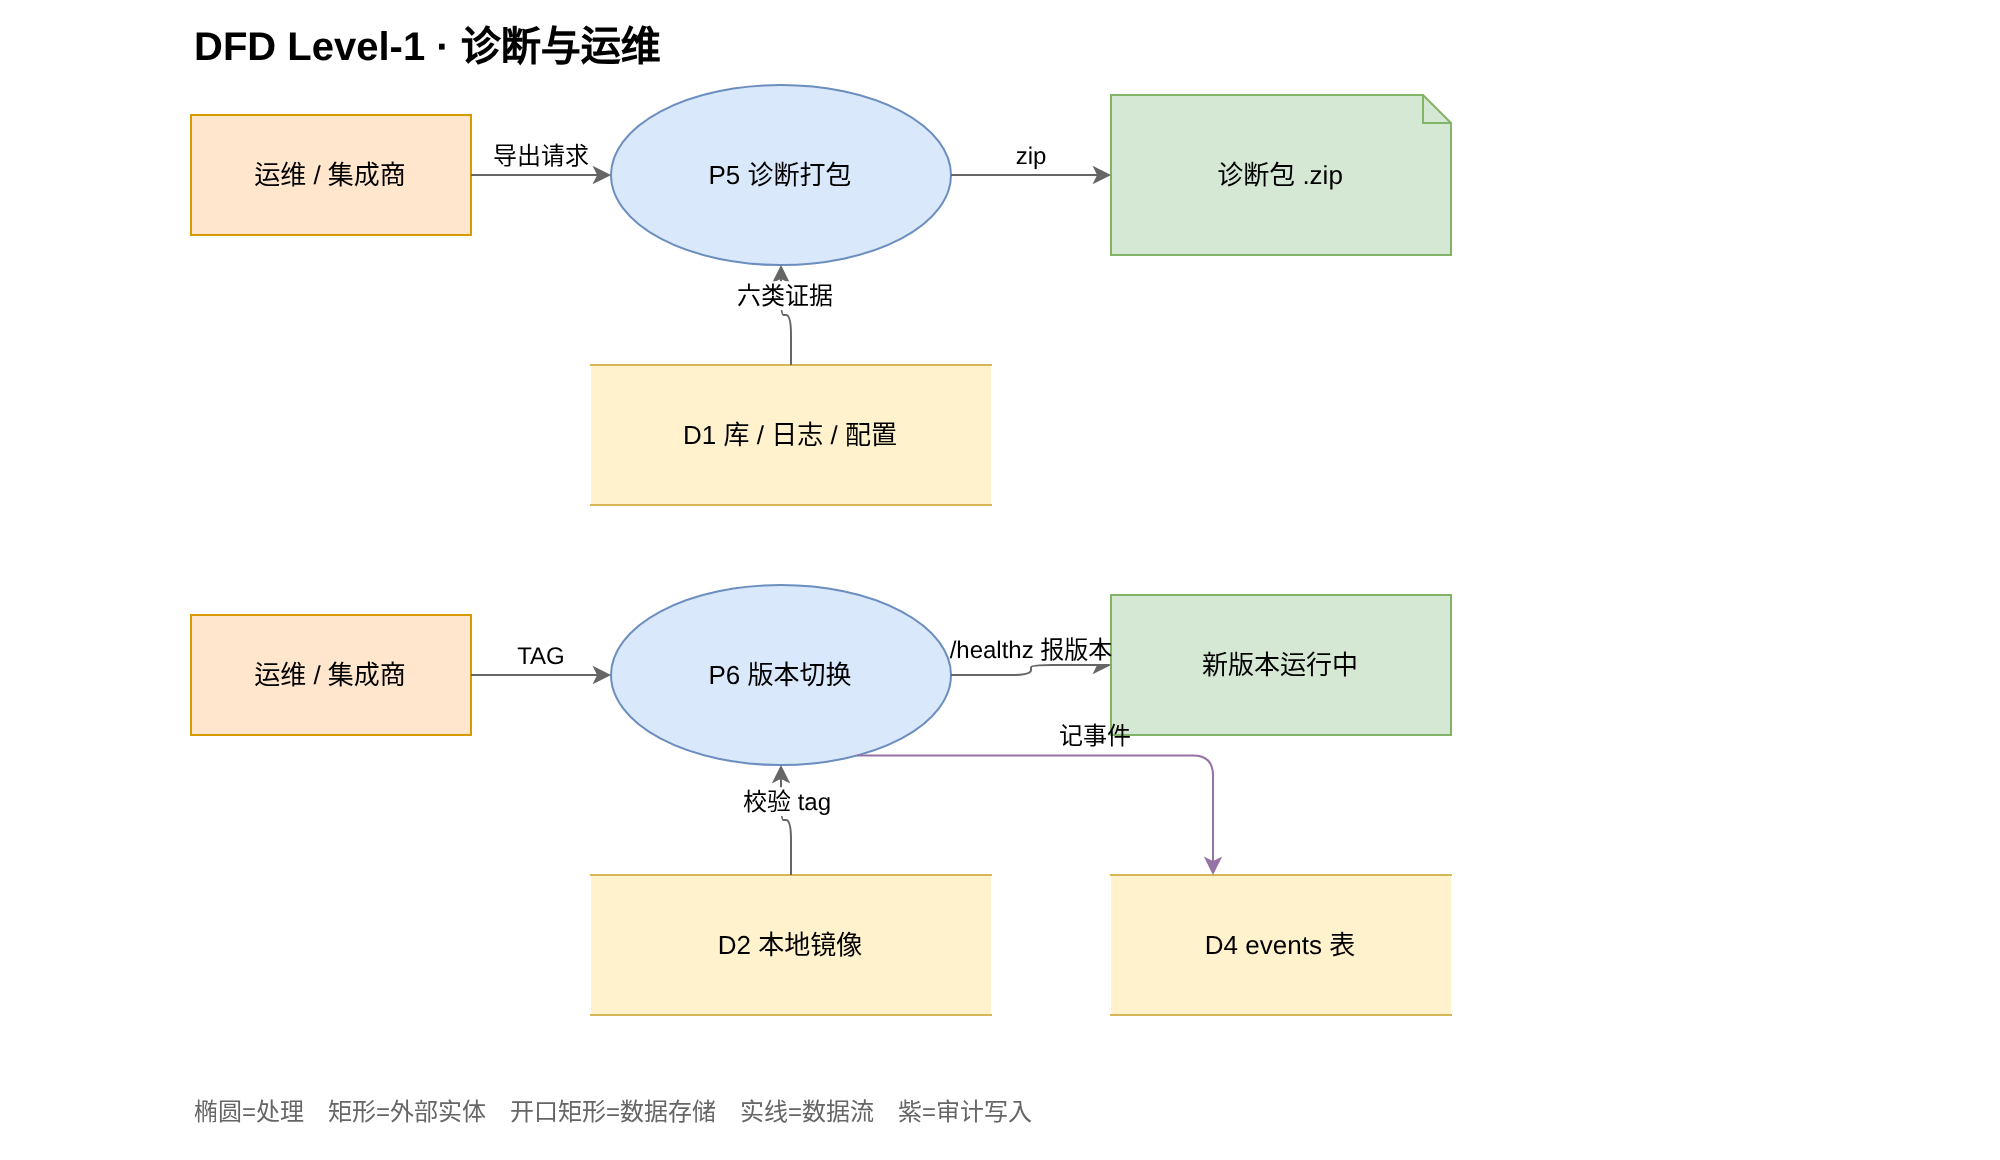 DFD Level-1 · 诊断与运维
运维 / 集成商
导出请求
P5 诊断打包
zip
诊断包 .zip
六类证据
D1 库 / 日志 / 配置
运维 / 集成商
TAG
P6 版本切换
/healthz 报版本
新版本运行中
记事件
校验 tag
D2 本地镜像
D4 events 表
椭圆=处理 矩形=外部实体 开口矩形=数据存储 实线=数据流 紫=审计写入